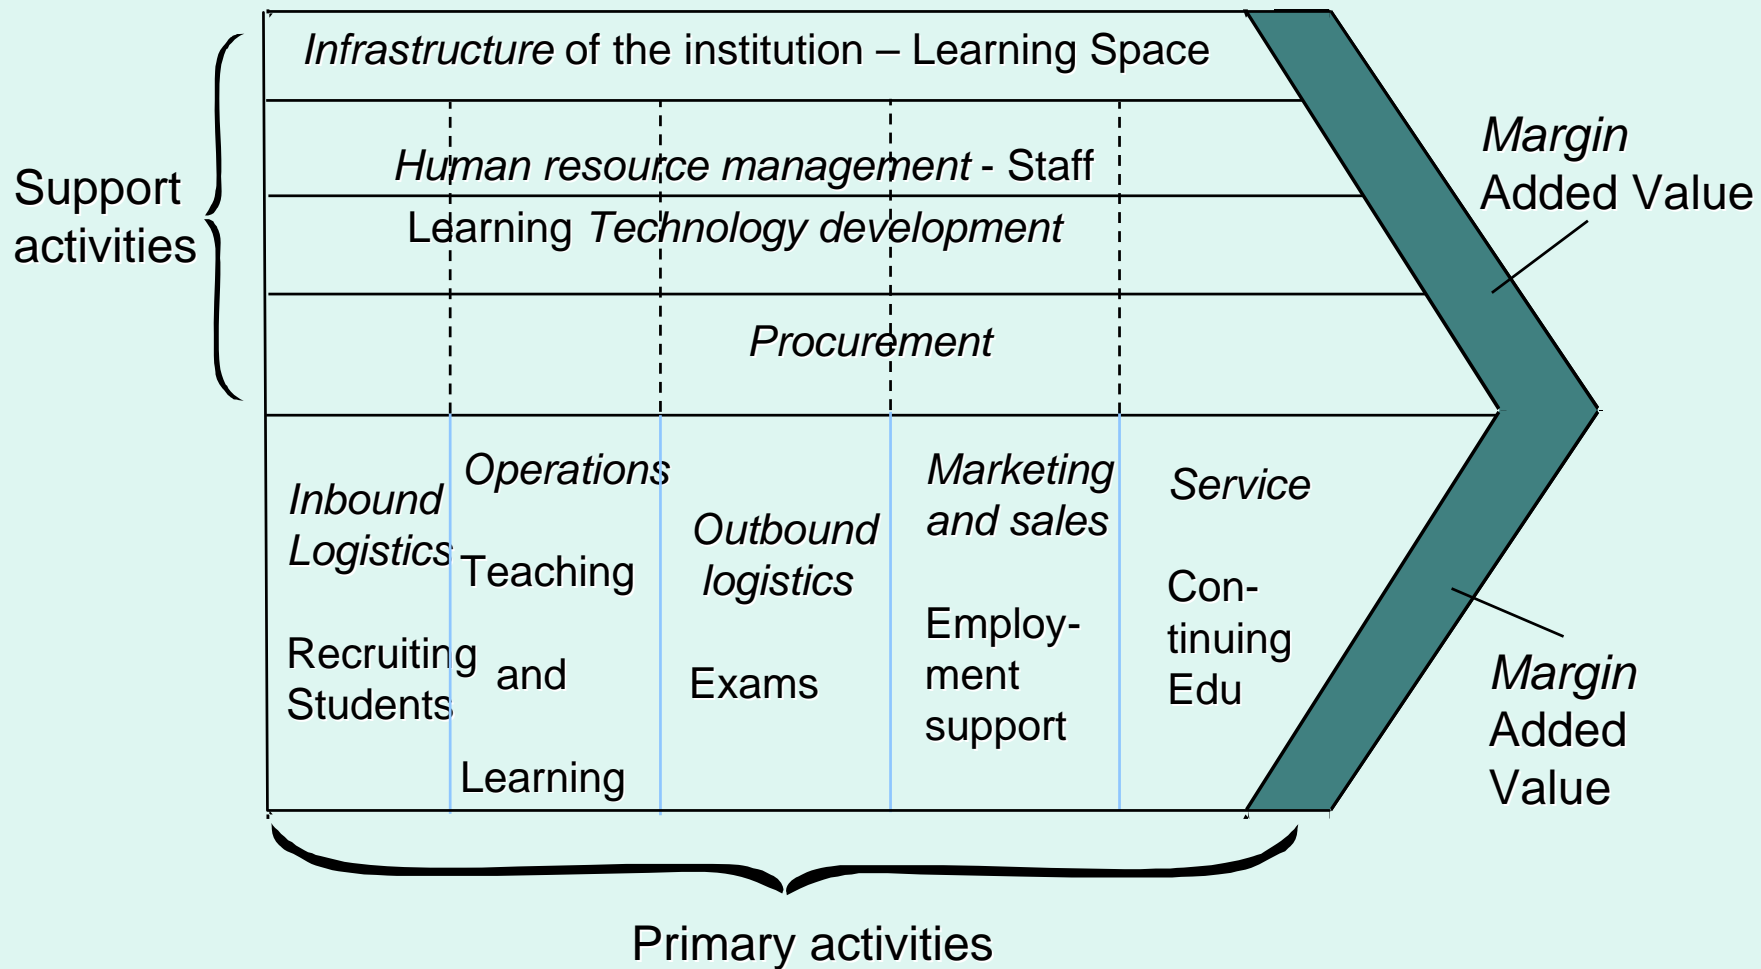 Infrastructure of the institution – Learning Space
Support
activities
Human resource management - Staff
Learning Technology development
Procurement
Margin
Added Value
Inbound
Logistics
Recruiting
Students
Operations
Teaching
and
Learning
Outbound
logistics
Exams
Marketing
and sales
Employ-
ment
support
Service
Con-
tinuing
Edu
Margin
Added
Value
Primary activities